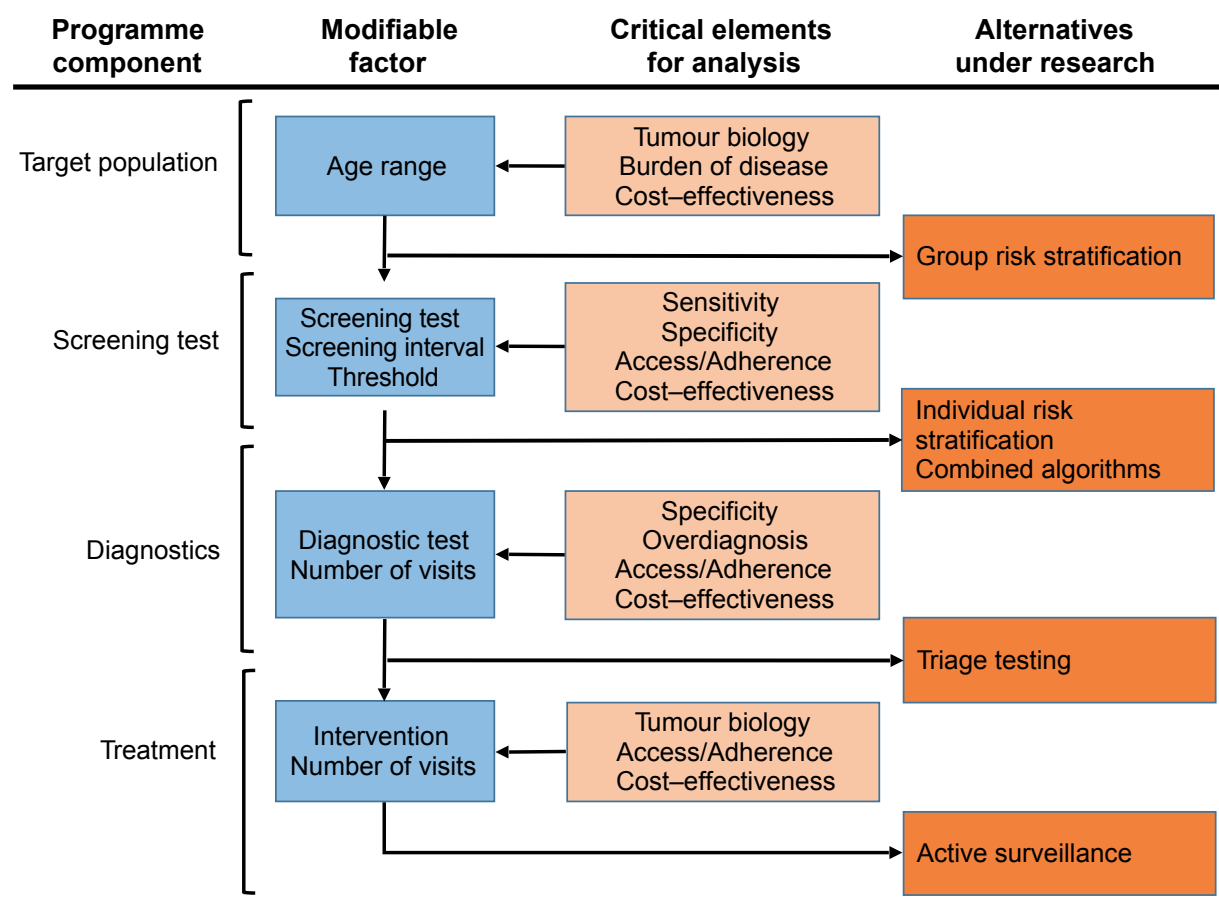 Programme
component
Modifiable
factor
Critical elements
for analysis
Alternatives
under research
Target population
Age range
Tumour biology
Burden of disease
Cost–effectiveness
Group risk stratification
Screening test
Screening test
Screening interval
Threshold
Sensitivity
Specificity
Access/Adherence
Cost–effectiveness
Individual risk
stratification
Combined algorithms
Diagnostics
Diagnostic test
Number of visits
Specificity
Overdiagnosis
Access/Adherence
Cost–effectiveness
Triage testing
Treatment
Intervention
Number of visits
Tumour biology
Access/Adherence
Cost–effectiveness
Active surveillance